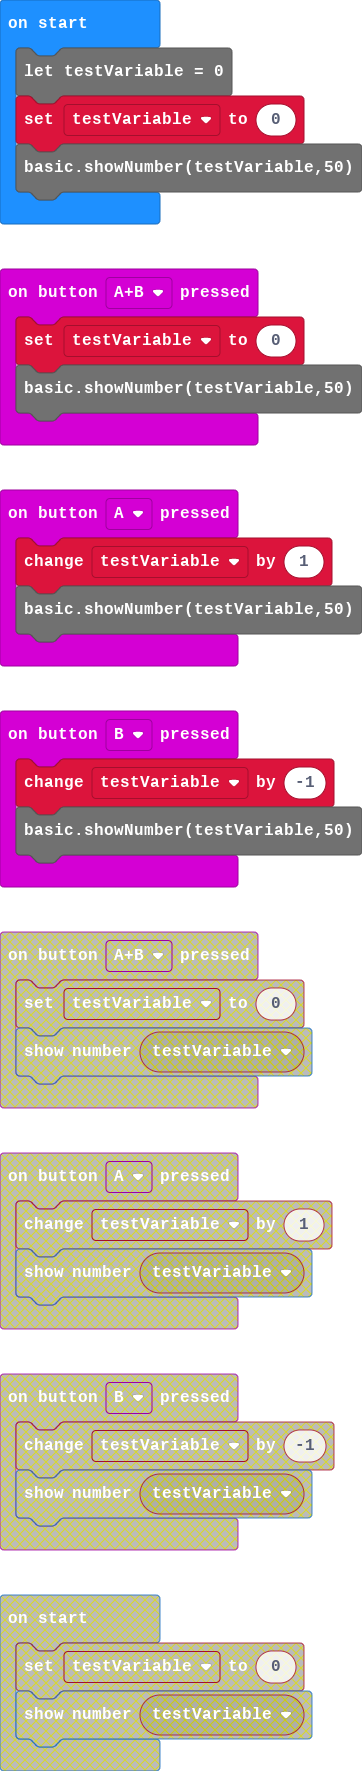 on start
let testVariable = 0
set testVariable to 0
basic.showNumber(testVariable,50)
on button A+B pressed
set testVariable to 0
basic.showNumber(testVariable,50)
on button A pressed
change testVariable by 1
basic.showNumber(testVariable,50)
on button B pressed
change testVariable by -1
basic.showNumber(testVariable,50)
on button A+B pressed
set testVariable to 0
show number testVariable
on button A pressed
change testVariable by 1
show number testVariable
on button B pressed
change testVariable by -1
show number testVariable
on start
set testVariable to 0
show number testVariable